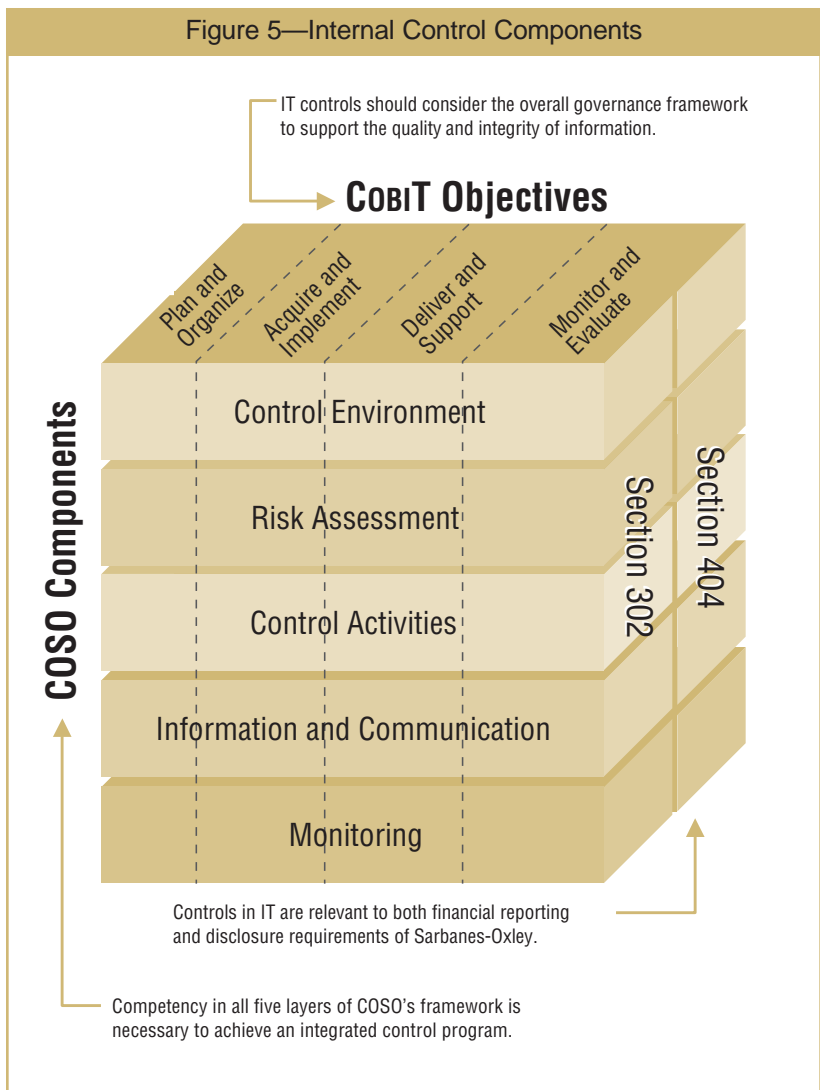 Figure 5—Internal Control Components
IT controls should consider the overall governance framework
to support the quality and integrity of information.
COBIT Objectives
Plan and
Organize
Acquire and
Implement
Deliver and
Support
Monitor and
Evaluate
COSO Components
Control Environment
Risk Assessment
Control Activities
Information and Communication
Monitoring
Section 302
Section 404
Controls in IT are relevant to both financial reporting
and disclosure requirements of Sarbanes-Oxley.
Competency in all five layers of COSO’s framework is
necessary to achieve an integrated control program.